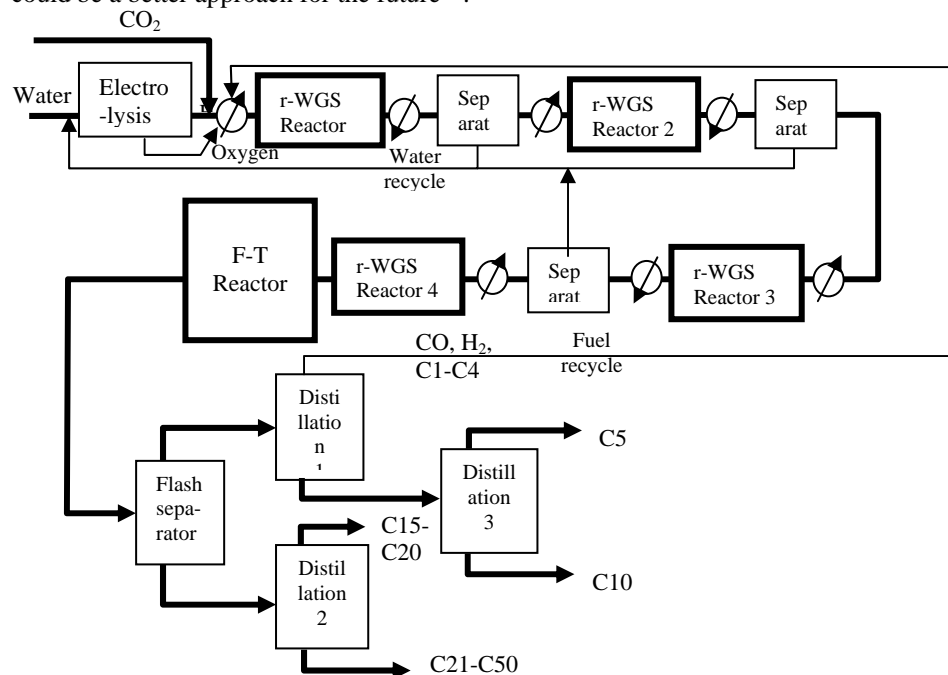 could be a better approach for the future
CO2
Water
Electro
-lysis
Oxygen
r-WGS
Reactor
Sep
arat
r-WGS
Reactor 2
Sep
arat
Water
recycle
F-T
Reactor
r-WGS
Reactor 4
Sep
arat
r-WGS
Reactor 3
CO, H2,
C1-C4
Fuel
recycle
Disti
llatio
n
1
C5
Flash
sepa-
rator
C15-
C20
Distill
ation
3
Distil
lation
2
C10
C21-C50